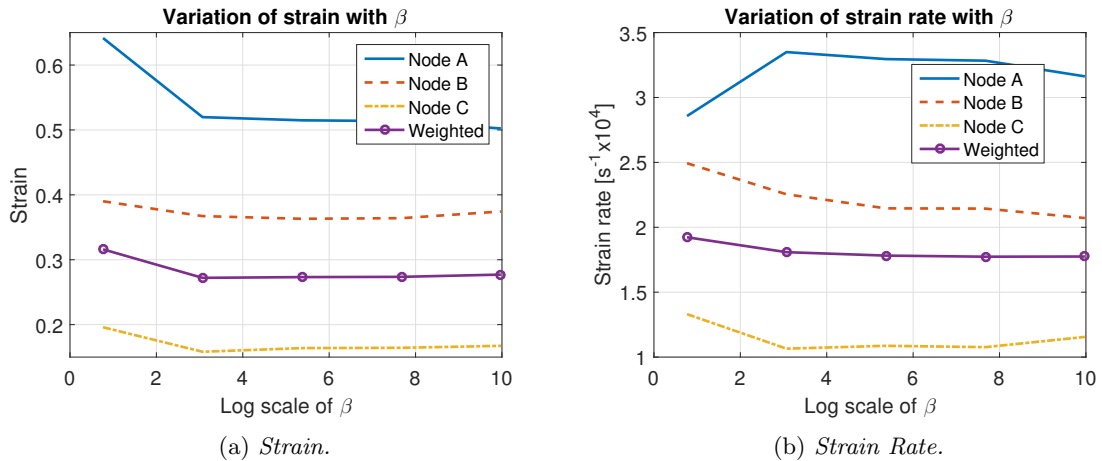 Variation of strain with β
Strain
0.6
0.5
0.4
0.3
0.2
0 2 4 6 8 10
Log scale of β
Node A
Node B
Node C
Weighted
(a) Strain.
Variation of strain rate with β
Strain rate [s⁻¹x10⁴]
3.5
3
2.5
2
1.5
1
0 2 4 6 8 10
Log scale of β
Node A
Node B
Node C
Weighted
(b) Strain Rate.